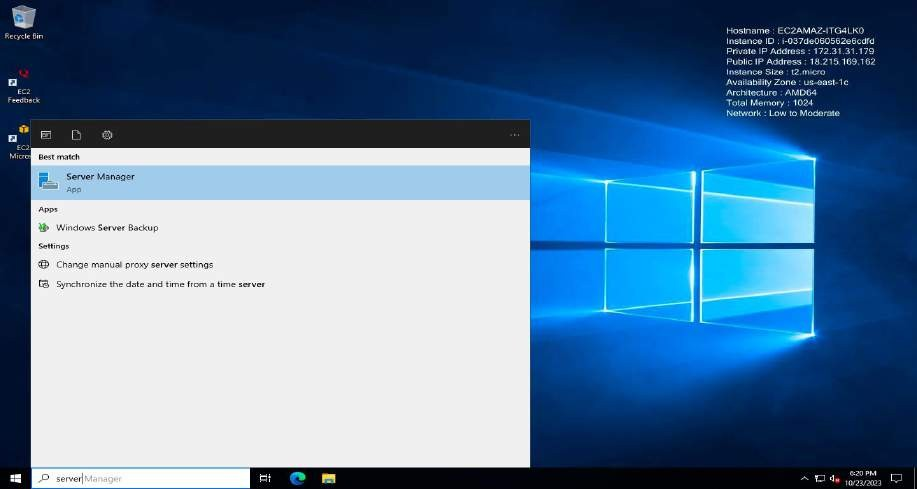 Recycle Bin
EC2
Feedback
EC2
Micros
Hostname : EC2AMAZ-ITG4LK0
Instance ID : i-037de060562e6cdfd
Private IP Address : 172.31.31.179
Public IP Address : 18.215.169.162
Instance Size : t2.micro
Availability Zone : us-east-1c
Architecture : AMD64
Total Memory : 1024
Network : Low to Moderate
Best match
Server Manager
App
Apps
Windows Server Backup
Settings
Change manual proxy server settings
Synchronize the date and time from a time server
server Manager
6:20 PM
10/23/2023